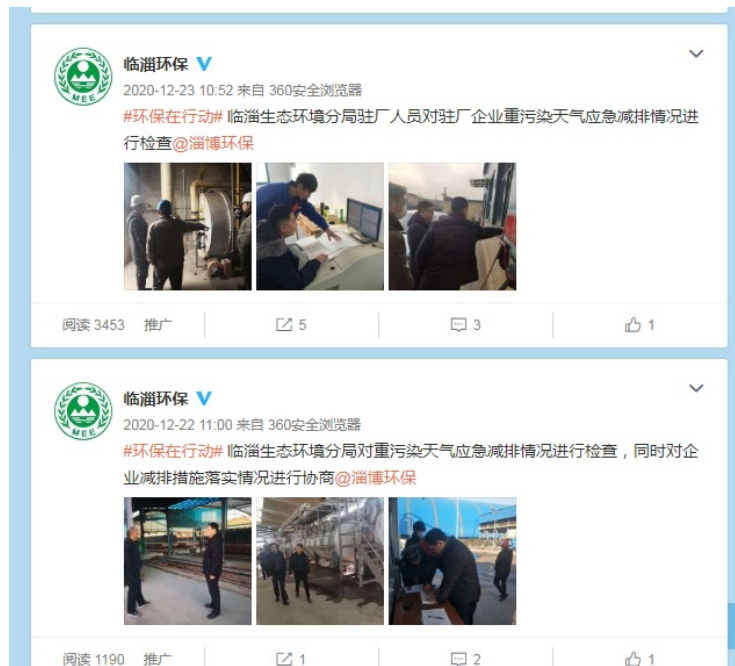 临淄环保
2020-12-23 10:52 来自 360安全浏览器
#环保在行动# 临淄生态环境分局驻厂人员对驻厂企业重污染天气应急减排情况进
行检查@淄博环保
阅读 3453 推广 5 3 1
MEE
临淄环保
2020-12-22 11:00 来自 360安全浏览器
#环保在行动# 临淄生态环境分局对重污染天气应急减排情况进行检查，同时对企
业减排措施落实情况进行协商@淄博环保
MEE
阅读 1190 推广 1 2 1